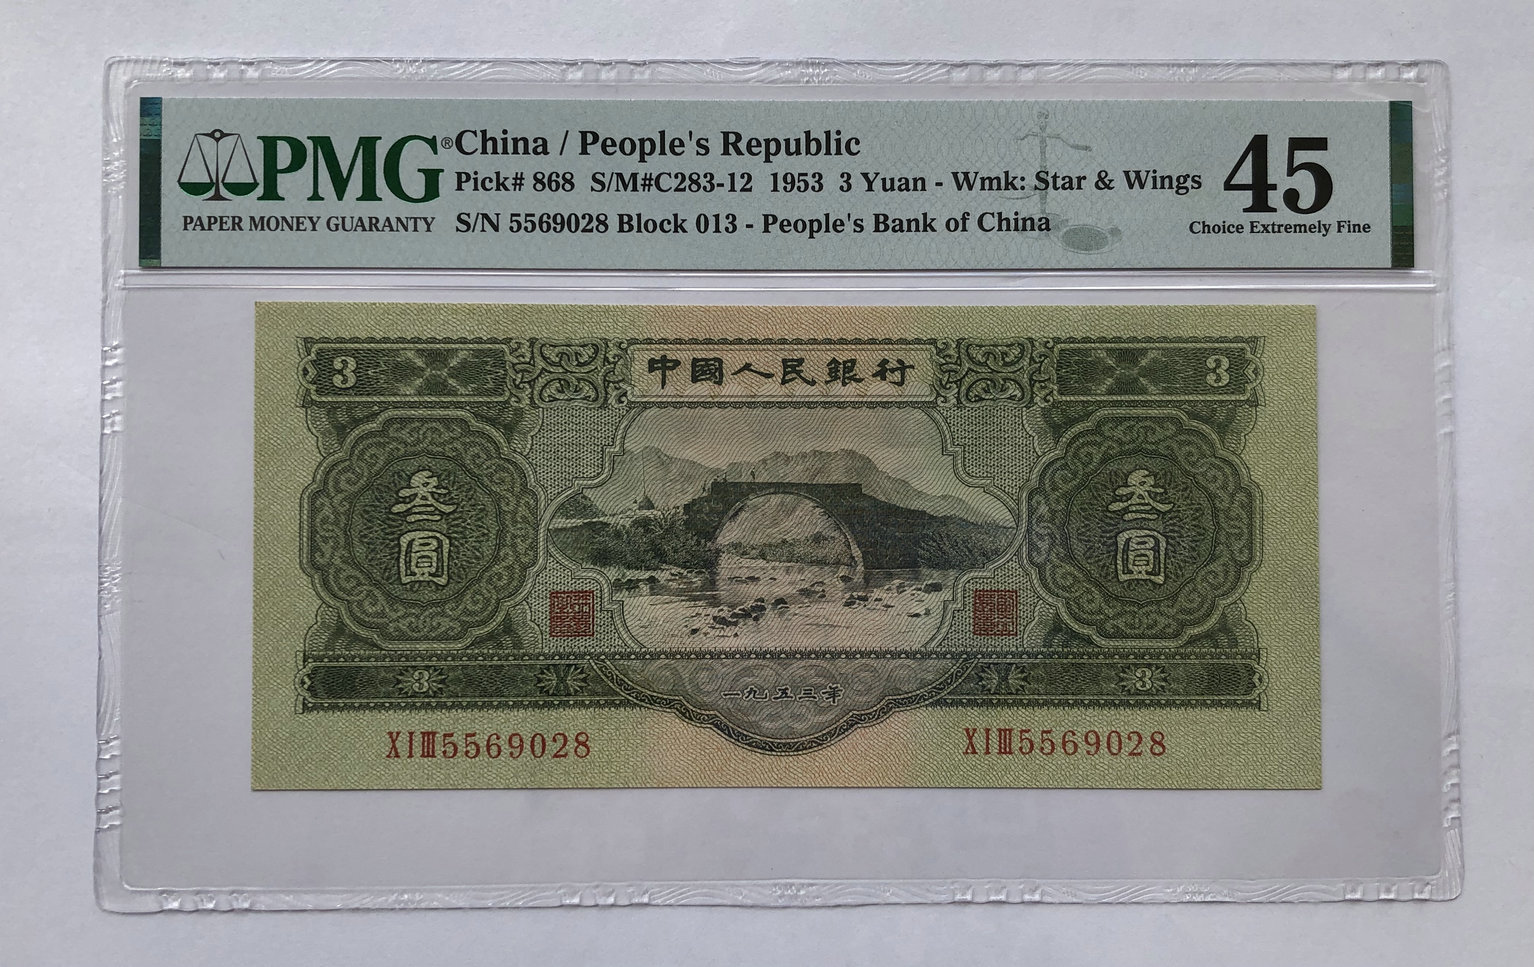 PMG®
PAPER MONEY GUARANTY
China / People's Republic
Pick# 868 S/M#C283-12 1953 3 Yuan - Wmk: Star & Wings
S/N 5569028 Block 013 - People's Bank of China
45
Choice Extremely Fine
3 中國人民銀行 3
叁圓 叁圓
3 一九五三年 3
XIⅢ5569028 XIⅢ5569028